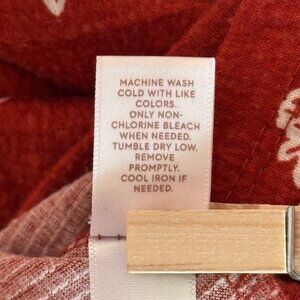 MACHINE WASH
COLD WITH LIKE
COLORS.
ONLY NON-
CHLORINE BLEACH
WHEN NEEDED.
TUMBLE DRY LOW.
REMOVE
PROMPTLY.
COOL IRON IF
NEEDED.